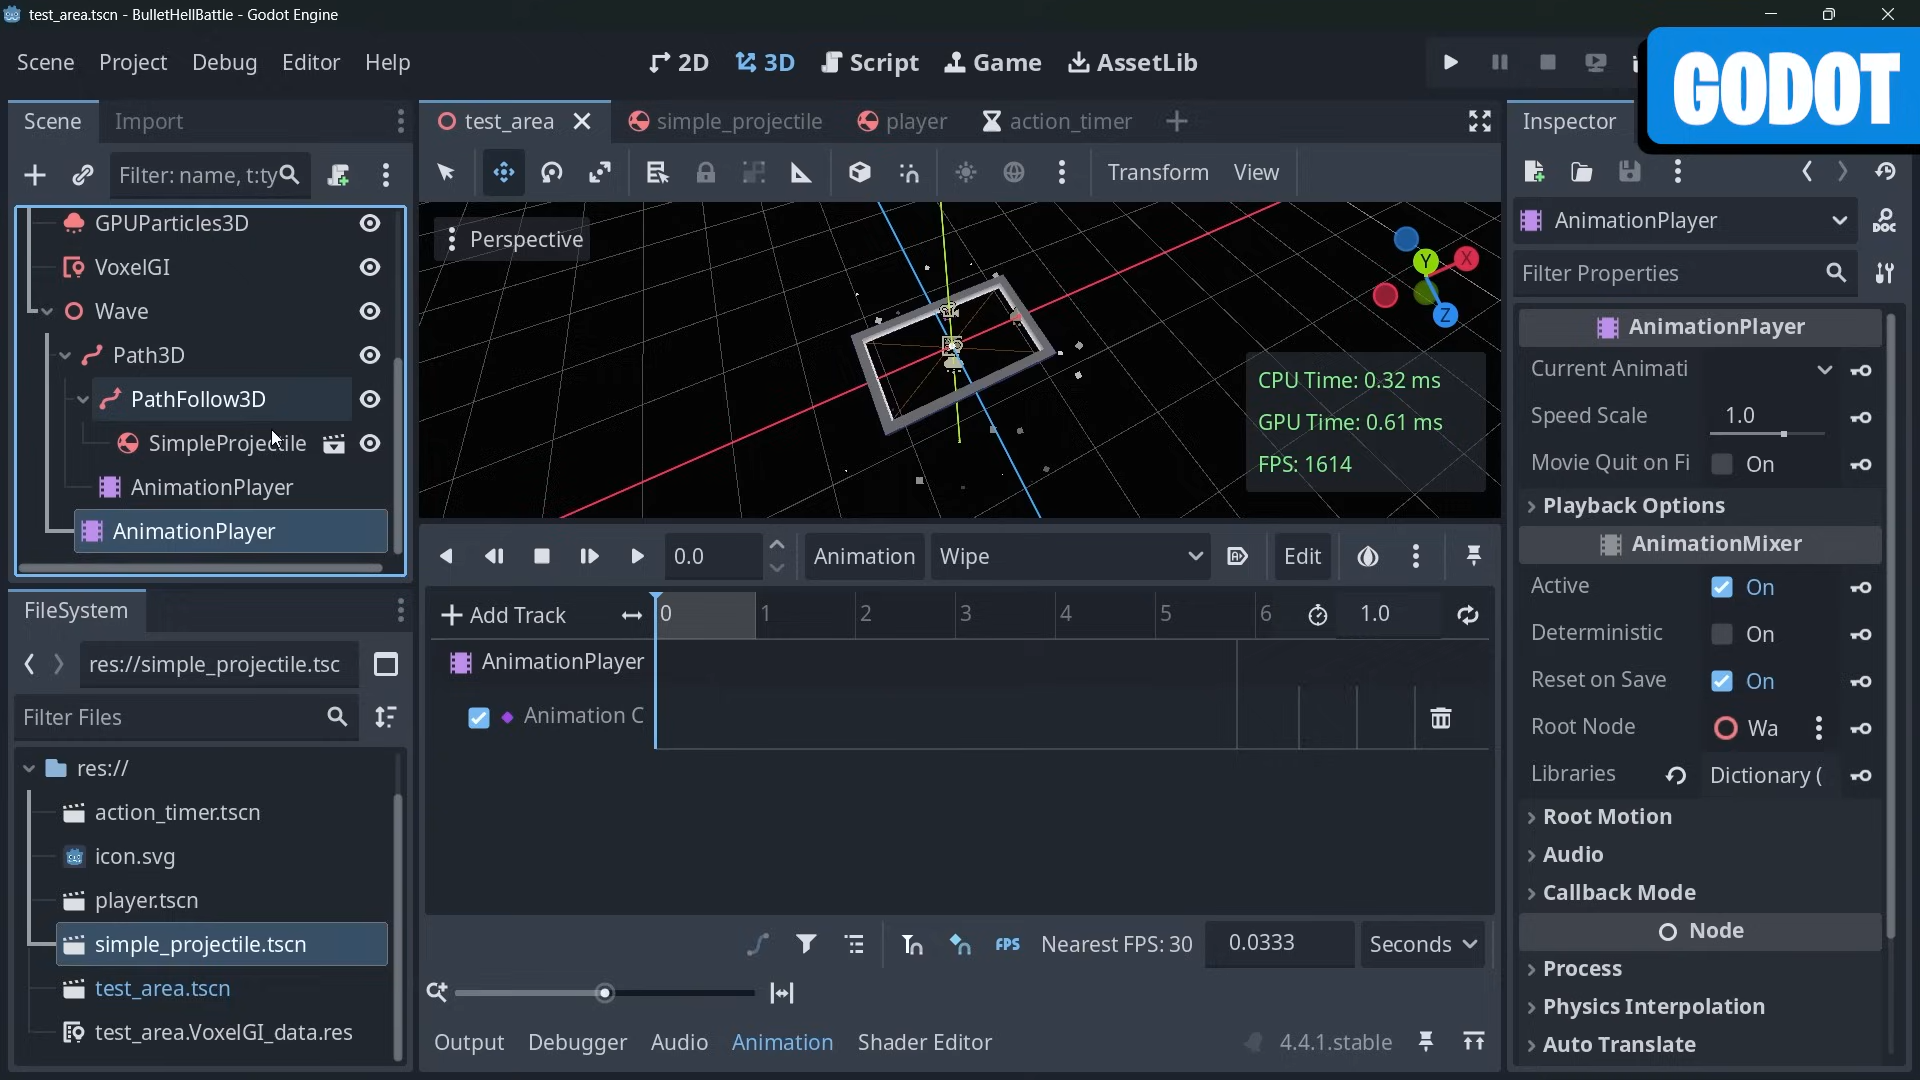 test_area.tscn - BulletHellBattle - Godot Engine
Scene Project Debug Editor Help
2D 3D Script Game AssetLib
GODOT
Scene Import
test_area simple_projectile player action_timer
Inspector
Filter: name, t:ty
Transform View
GPUParticles3D
VoxelGI
Wave
Path3D
PathFollow3D
SimpleProjectile
AnimationPlayer
AnimationPlayer
Perspective
Y
X
Z
CPU Time: 0.32 ms
GPU Time: 0.61 ms
FPS: 1614
AnimationPlayer
DOC
Filter Properties
AnimationPlayer
Current Animati
Speed Scale 1.0
Movie Quit on Fi On
Playback Options
AnimationMixer
Active On
Deterministic On
Reset on Save On
Root Node Wa
Libraries Dictionary (
Root Motion
Audio
Callback Mode
Node
Process
Physics Interpolation
Auto Translate
0.0 Animation Wipe Edit
Add Track 0 1 2 3 4 5 6 1.0
AnimationPlayer
Animation C
FPS Nearest FPS: 30 0.0333 Seconds
Output Debugger Audio Animation Shader Editor 4.4.1.stable
FileSystem
res://simple_projectile.tsc
Filter Files
res://
action_timer.tscn
icon.svg
player.tscn
simple_projectile.tscn
test_area.tscn
test_area.VoxelGI_data.res